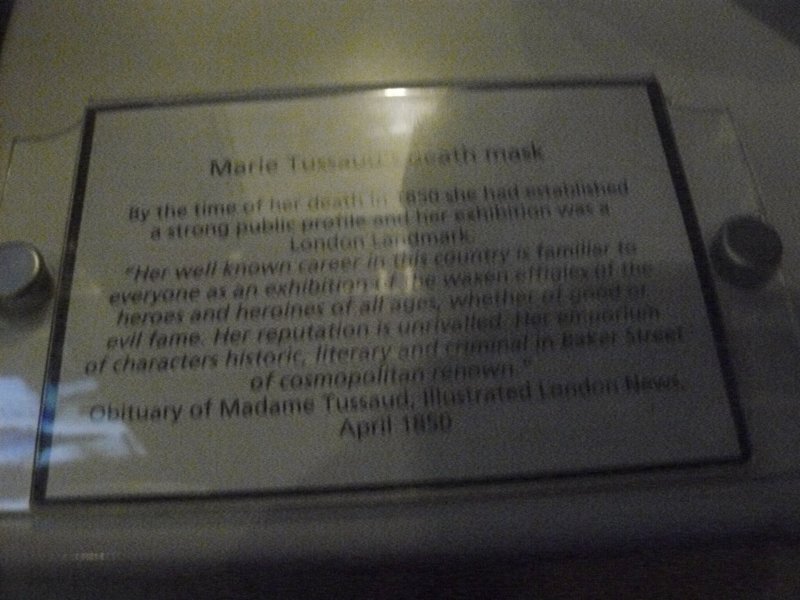 Marie Tussaud's death mask
By the time of her death in 1850 she had established
a strong public profile and her exhibition was a
London Landmark.
"Her well known career in this country is familiar to
everyone as an exhibition of the waxen effigies of the
heroes and heroines of all ages, whether of good or
evil fame. Her reputation is unrivalled. Her emporium
of characters historic, literary and criminal in Baker Street
of cosmopolitan renown."
Obituary of Madame Tussaud, Illustrated London News,
April 1850